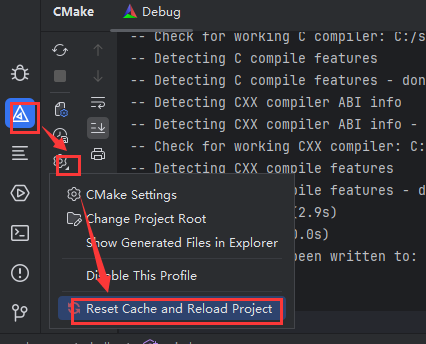 CMake
Debug
-- Check for working C compiler: C:/s
-- Detecting C compile features
-- Detecting C compile features - don
-- Detecting CXX compiler ABI info
-- Detecting CXX compiler ABI info -
-- Check for working CXX compiler: C:
-- Detecting CXX compile features
pile features - d
CMake Settings
(2.9s)
Change Project Root
0.0s)
Show Generated Files in Explorer
een written to:
Disable This Profile
Reset Cache and Reload Project